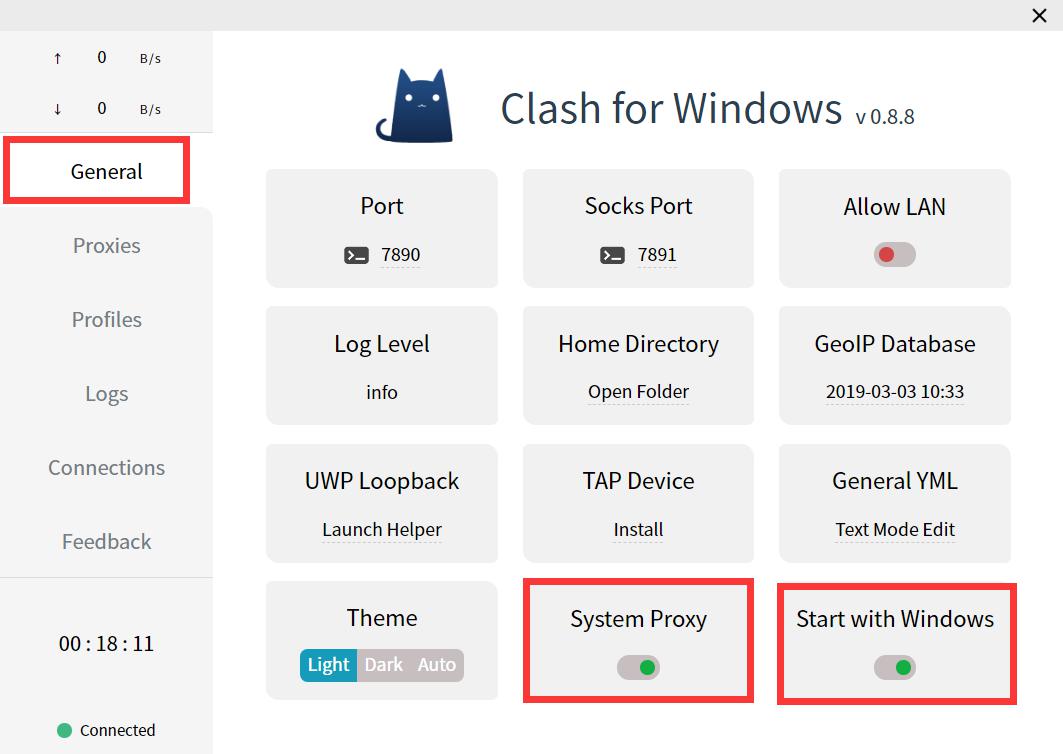 ↑ 0 B/s
↓ 0 B/s
General
Proxies
Profiles
Logs
Connections
Feedback
00 : 18 : 11
Connected
Clash for Windows v 0.8.8
Port
7890
Socks Port
7891
Allow LAN
Log Level
info
Home Directory
Open Folder
GeoIP Database
2019-03-03 10:33
UWP Loopback
Launch Helper
TAP Device
Install
General YML
Text Mode Edit
Theme
Light Dark Auto
System Proxy
Start with Windows